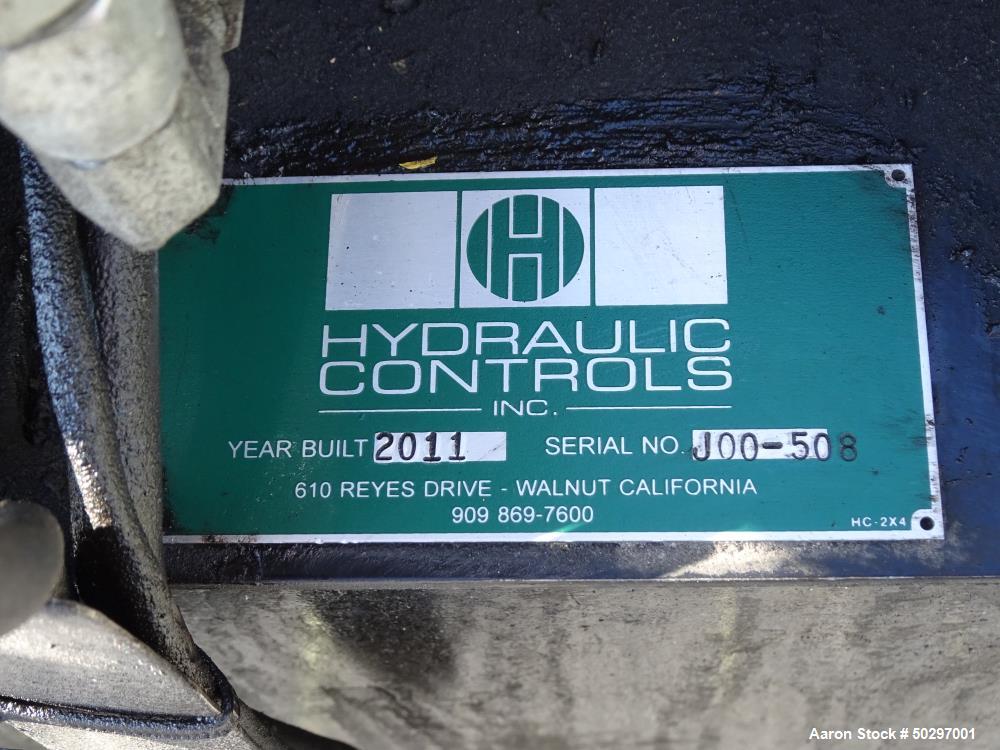 H
HYDRAULIC
CONTROLS
INC.
YEAR BUILT 2011 SERIAL NO. J00-508
610 REYES DRIVE - WALNUT CALIFORNIA
909 869-7600
HC-2X4
Aaron Stock # 50297001